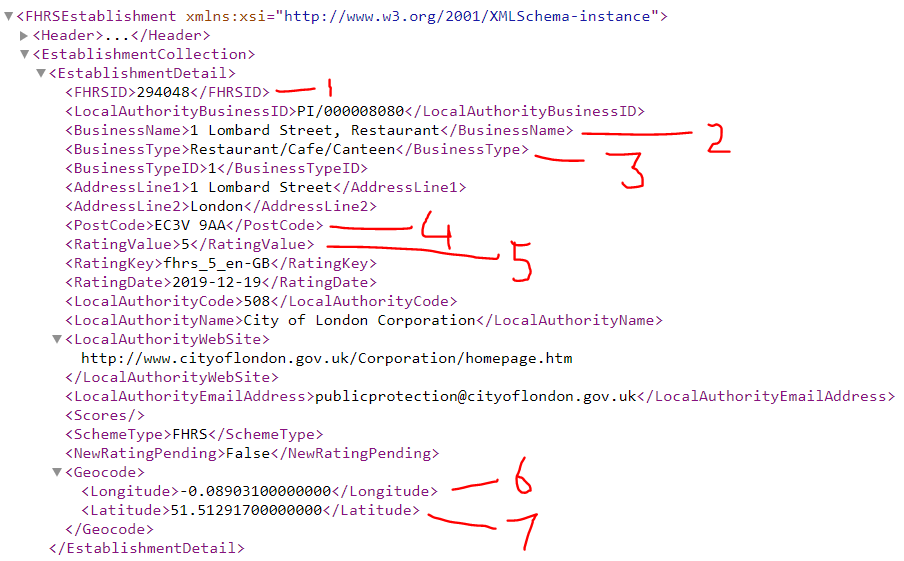 ▼<FHRSEstablishment xmlns:xsi="http://www.w3.org/2001/XMLSchema-instance">
▶<Header>...</Header>
▼<EstablishmentCollection>
▼<EstablishmentDetail>
<FHRSID>294048</FHRSID> 1
<LocalAuthorityBusinessID>PI/000008080</LocalAuthorityBusinessID>
<BusinessName>1 Lombard Street, Restaurant</BusinessName> 2
<BusinessType>Restaurant/Cafe/Canteen</BusinessType> 3
<BusinessTypeID>1</BusinessTypeID>
<AddressLine1>1 Lombard Street</AddressLine1>
<AddressLine2>London</AddressLine2>
<PostCode>EC3V 9AA</PostCode> 4
<RatingValue>5</RatingValue> 5
<RatingKey>fhrs_5_en-GB</RatingKey>
<RatingDate>2019-12-19</RatingDate>
<LocalAuthorityCode>508</LocalAuthorityCode>
<LocalAuthorityName>City of London Corporation</LocalAuthorityName>
▼<LocalAuthorityWebSite>
http://www.cityoflondon.gov.uk/Corporation/homepage.htm
</LocalAuthorityWebSite>
<LocalAuthorityEmailAddress>publicprotection@cityoflondon.gov.uk</LocalAuthorityEmailAddress>
<Scores/>
<SchemeType>FHRS</SchemeType>
<NewRatingPending>False</NewRatingPending>
▼<Geocode>
<Longitude>-0.08903100000000</Longitude> 6
<Latitude>51.51291700000000</Latitude> 7
</Geocode>
</EstablishmentDetail>